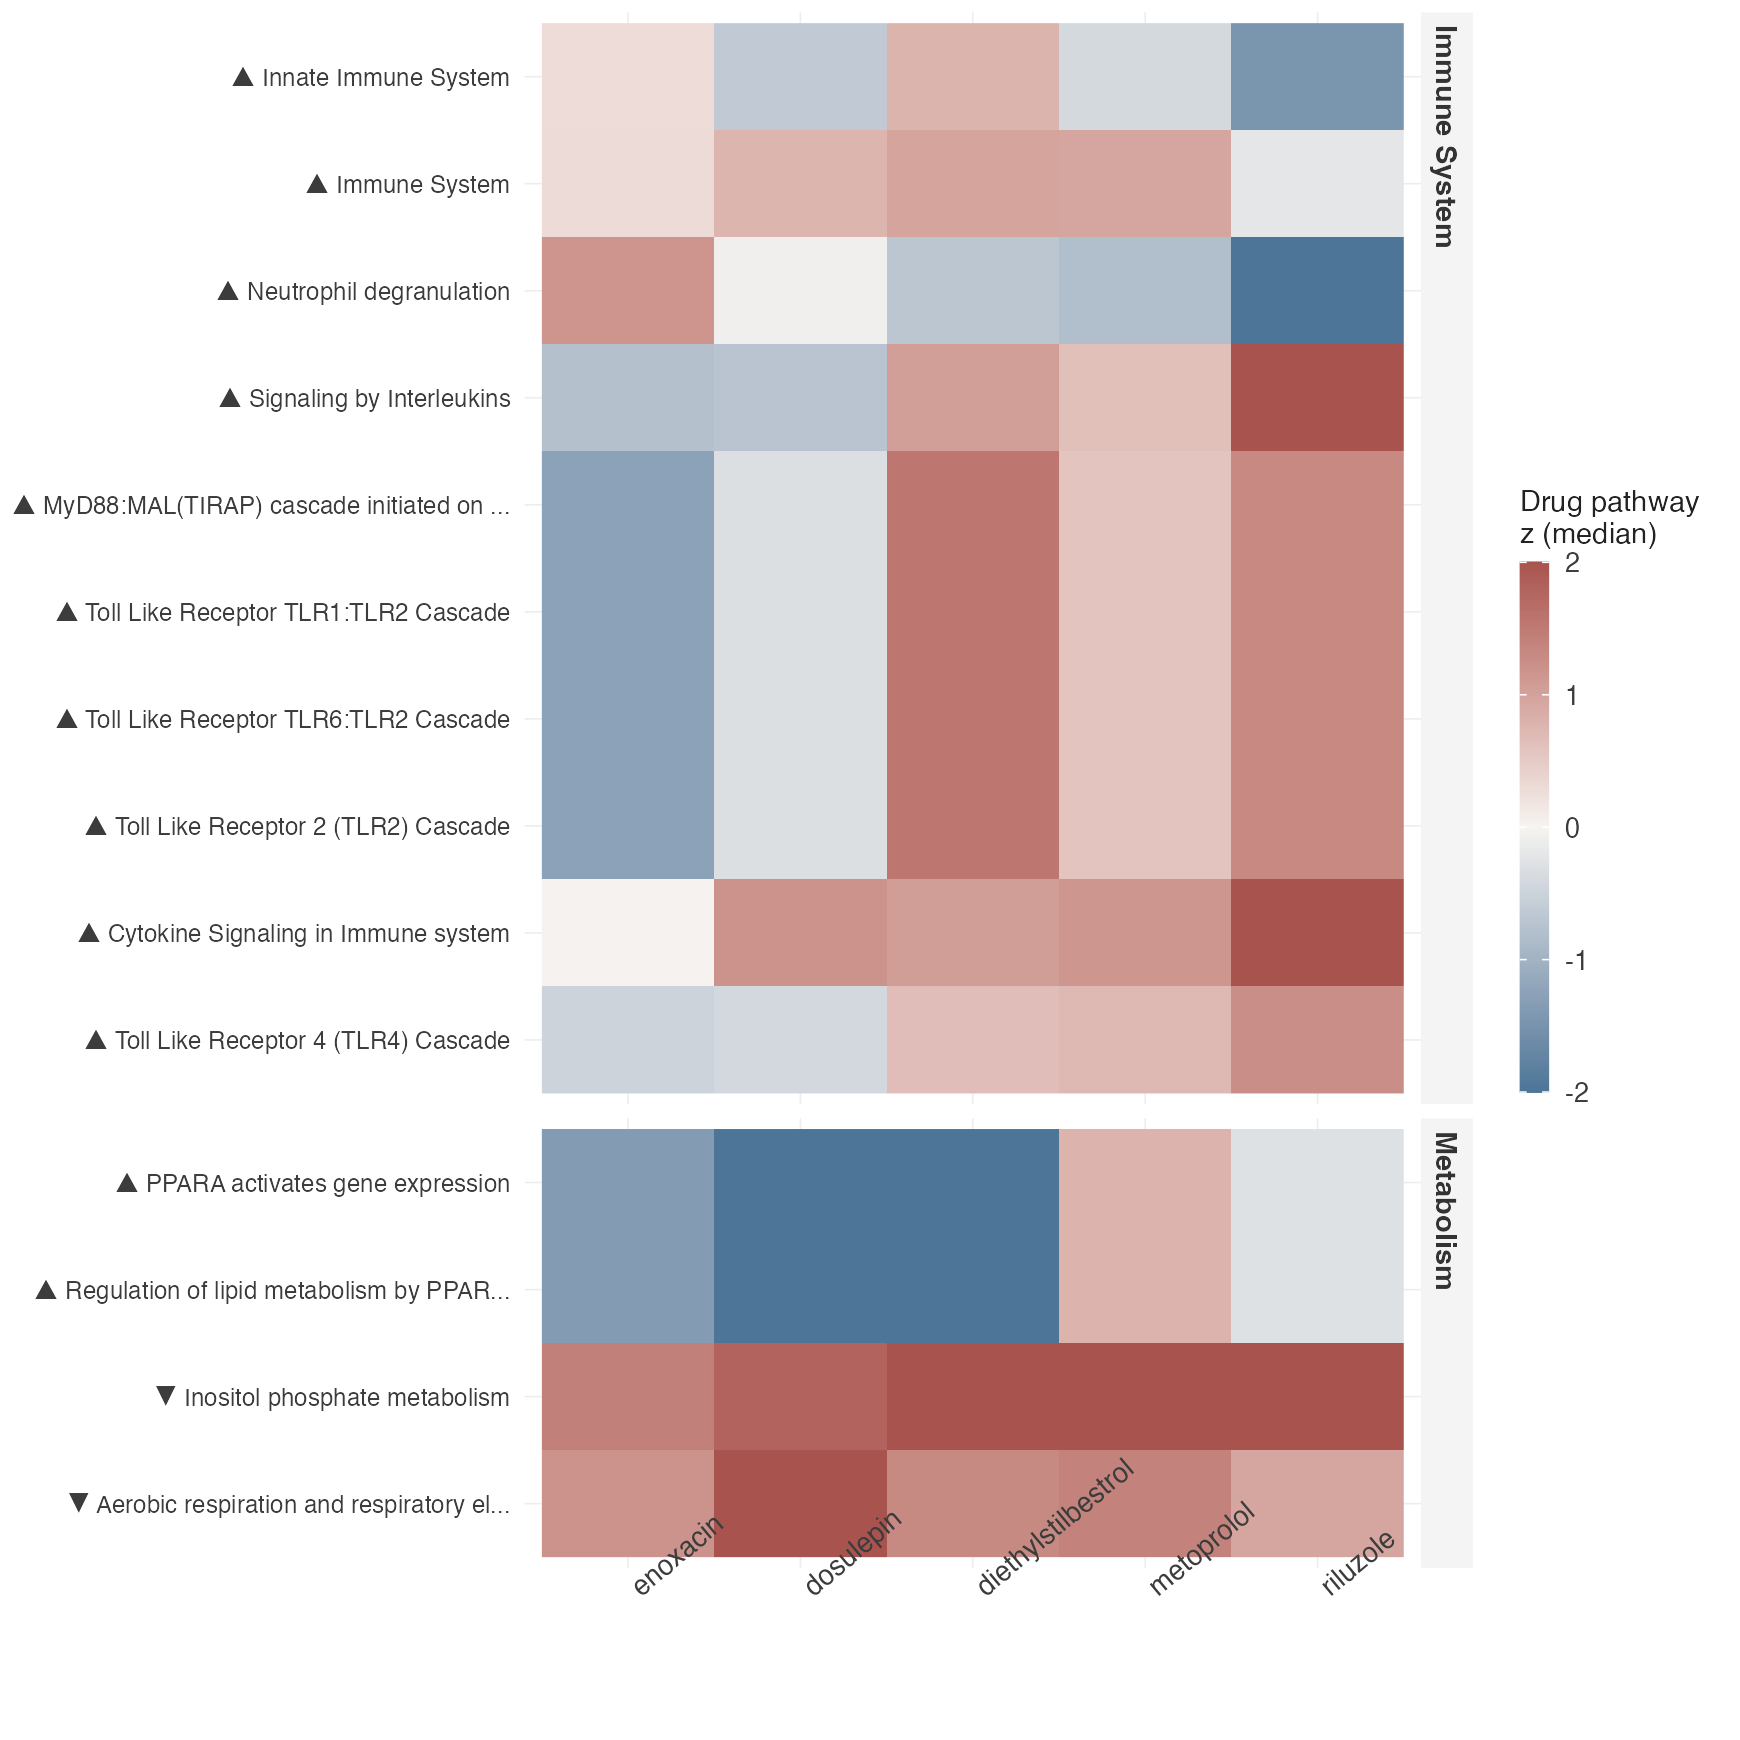 ▲ Innate Immune System
▲ Immune System
▲ Neutrophil degranulation
▲ Signaling by Interleukins
▲ MyD88:MAL(TIRAP) cascade initiated on ...
▲ Toll Like Receptor TLR1:TLR2 Cascade
▲ Toll Like Receptor TLR6:TLR2 Cascade
▲ Toll Like Receptor 2 (TLR2) Cascade
▲ Cytokine Signaling in Immune system
▲ Toll Like Receptor 4 (TLR4) Cascade
Immune System
▲ PPARA activates gene expression
▲ Regulation of lipid metabolism by PPAR...
▼ Inositol phosphate metabolism
▼ Aerobic respiration and respiratory el...
Metabolism
enoxacin
dosulepin
diethylstilbestrol
metoprolol
riluzole
Drug pathway
z (median)
2
1
0
-1
-2